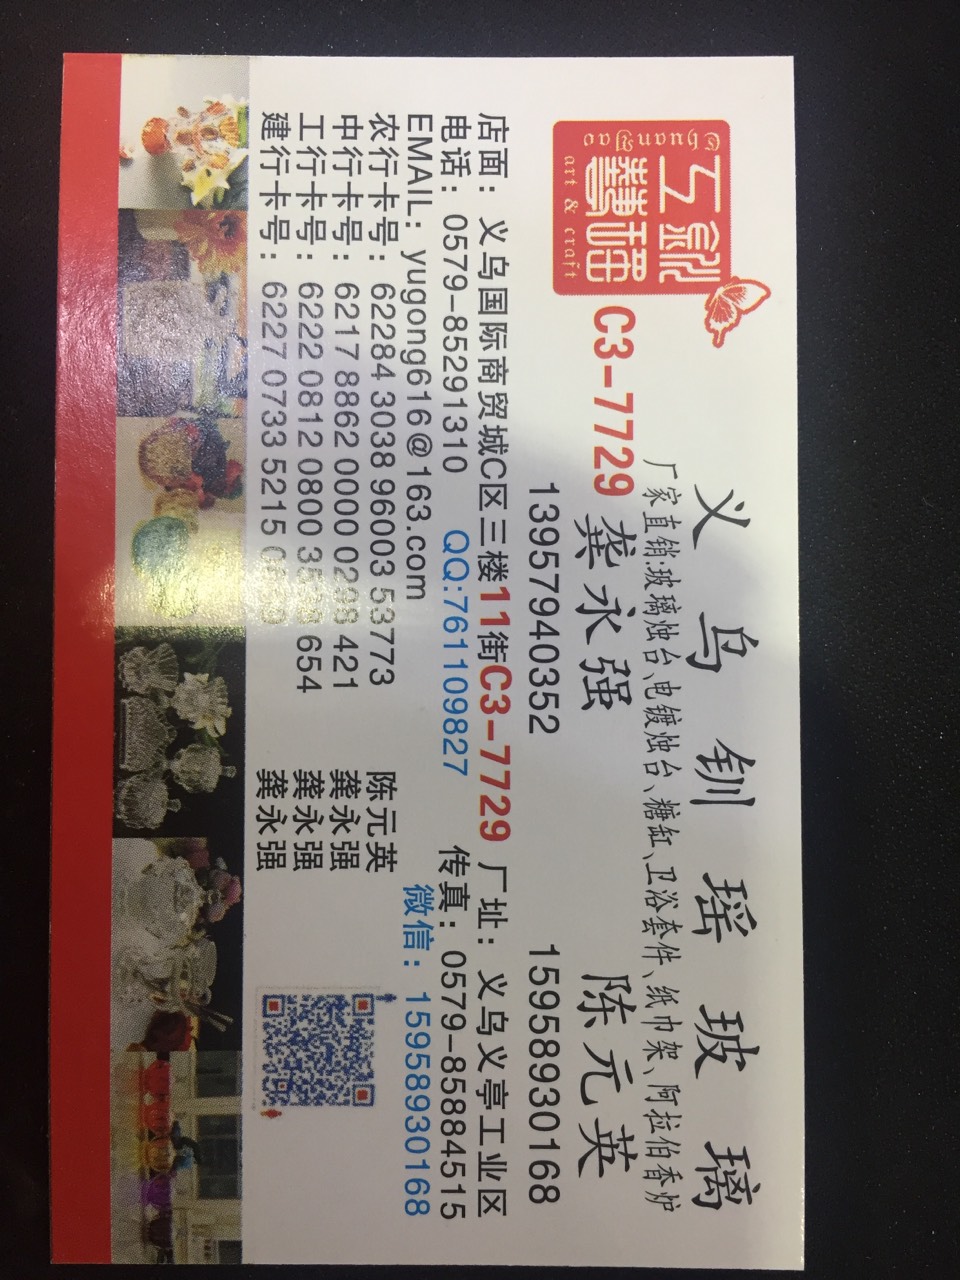 义乌钏瑶玻璃
厂家直销:玻璃烛台、电镀烛台、糖缸、卫浴套件、纸巾架、阿拉伯香炉
Chuan Yao
art & craft
C3-7729
龚永强 陈元英
13957940352 15958930168
店面：义乌国际商贸城C区三楼11街C3-7729 厂址：义乌义亭工业区
电话：0579-85291310 QQ:761109827 传真：0579-85884515
EMAIL：yugong616@163.com 微信：15958930168
农行卡号：62284 3038 96003 53773 陈元英
中行卡号：6217 8862 0000 0298 421 龚永强
工行卡号：6222 0812 0800 3528 654 龚永强
建行卡号：6227 0733 5215 龚永强